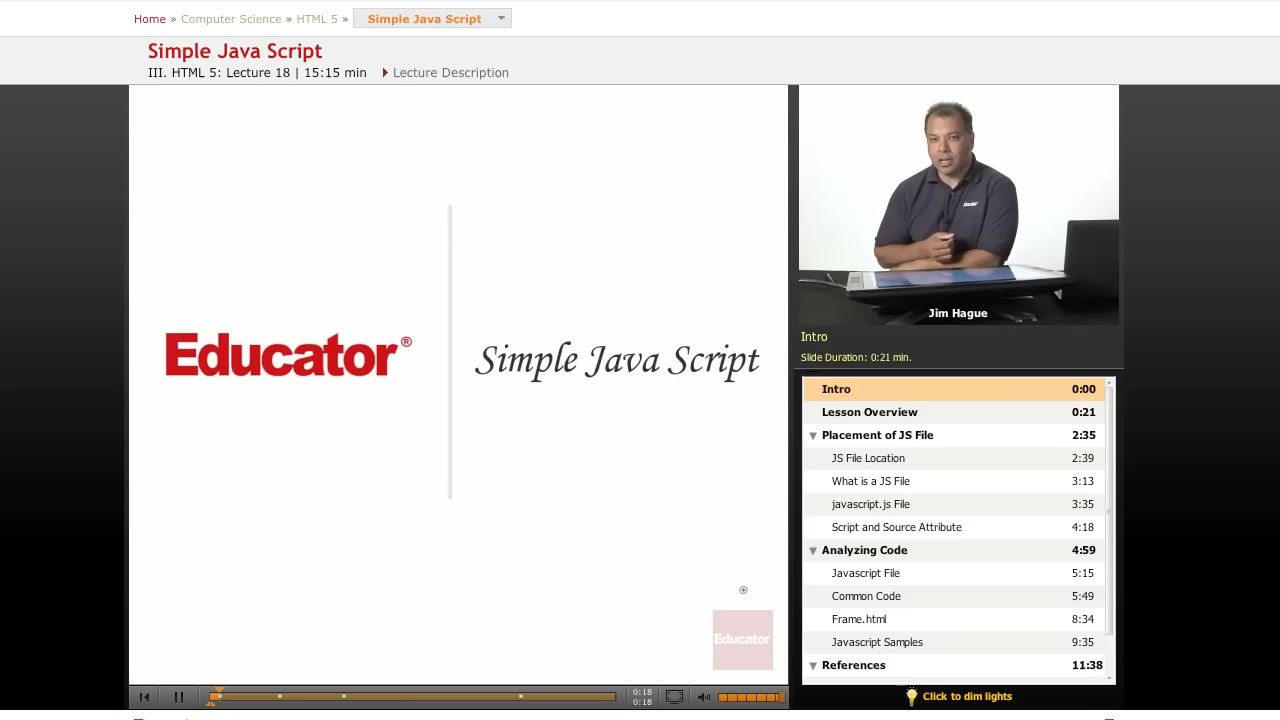 Home » Computer Science » HTML 5 » Simple Java Script
Simple Java Script
III. HTML 5: Lecture 18 | 15:15 min Lecture Description
Educator®
Simple Java Script
Educator
Educator
Jim Hague
Intro
Slide Duration: 0:21 min.
Intro 0:00
Lesson Overview 0:21
Placement of JS File 2:35
JS File Location 2:39
What is a JS File 3:13
javascript.js File 3:35
Script and Source Attribute 4:18
Analyzing Code 4:59
Javascript File 5:15
Common Code 5:49
Frame.html 8:34
Javascript Samples 9:35
References 11:38
0:18
0:18
Click to dim lights